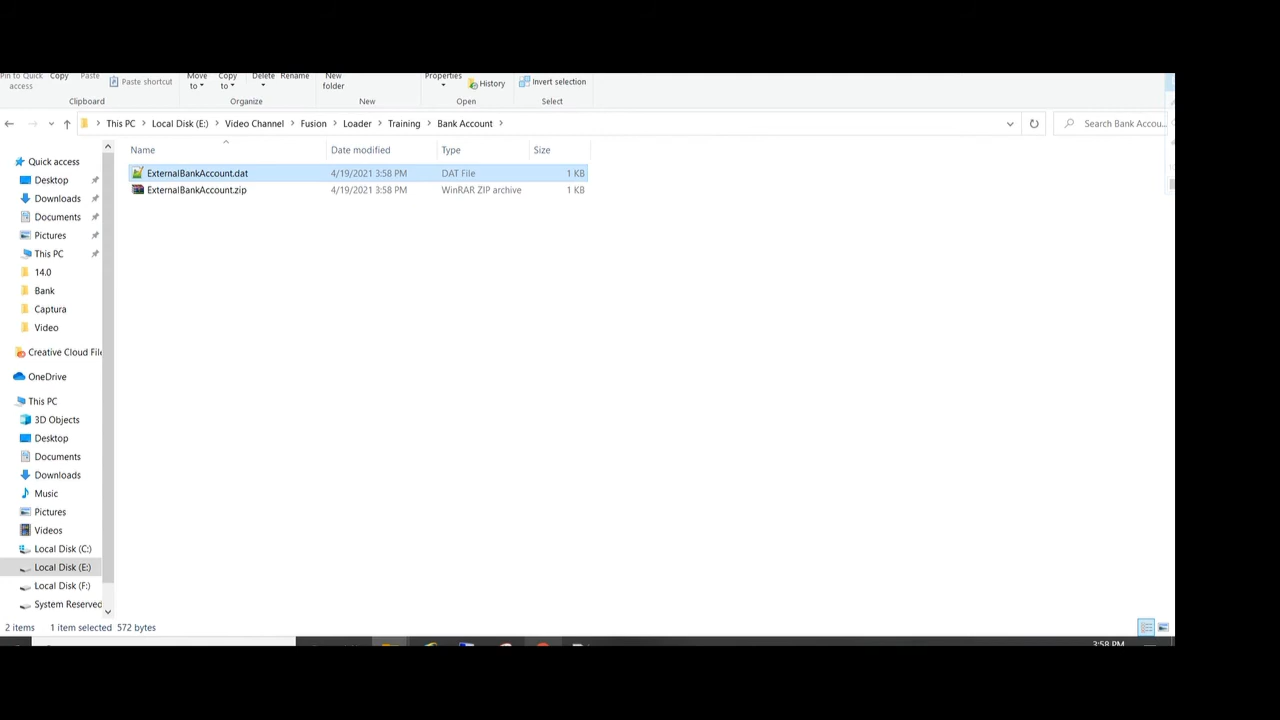 Pin to Quick access
Copy
Paste
Paste shortcut
Move to
Copy to
Delete
Rename
New folder
Properties
History
Invert selection
Clipboard
Organize
New
Open
Select
This PC
Local Disk (E:)
Video Channel
Fusion
Loader
Training
Bank Account
Search Bank Accou...
Name
Date modified
Type
Size
ExternalBankAccount.dat 4/19/2021 3:58 PM DAT File 1 KB
ExternalBankAccount.zip 4/19/2021 3:58 PM WinRAR ZIP archive 1 KB
Quick access
Desktop
Downloads
Documents
Pictures
This PC
14.0
Bank
Captura
Video
Creative Cloud File
OneDrive
This PC
3D Objects
Desktop
Documents
Downloads
Music
Pictures
Videos
Local Disk (C:)
Local Disk (E:)
Local Disk (F:)
System Reserved
2 items 1 item selected 572 bytes
3:58 PM